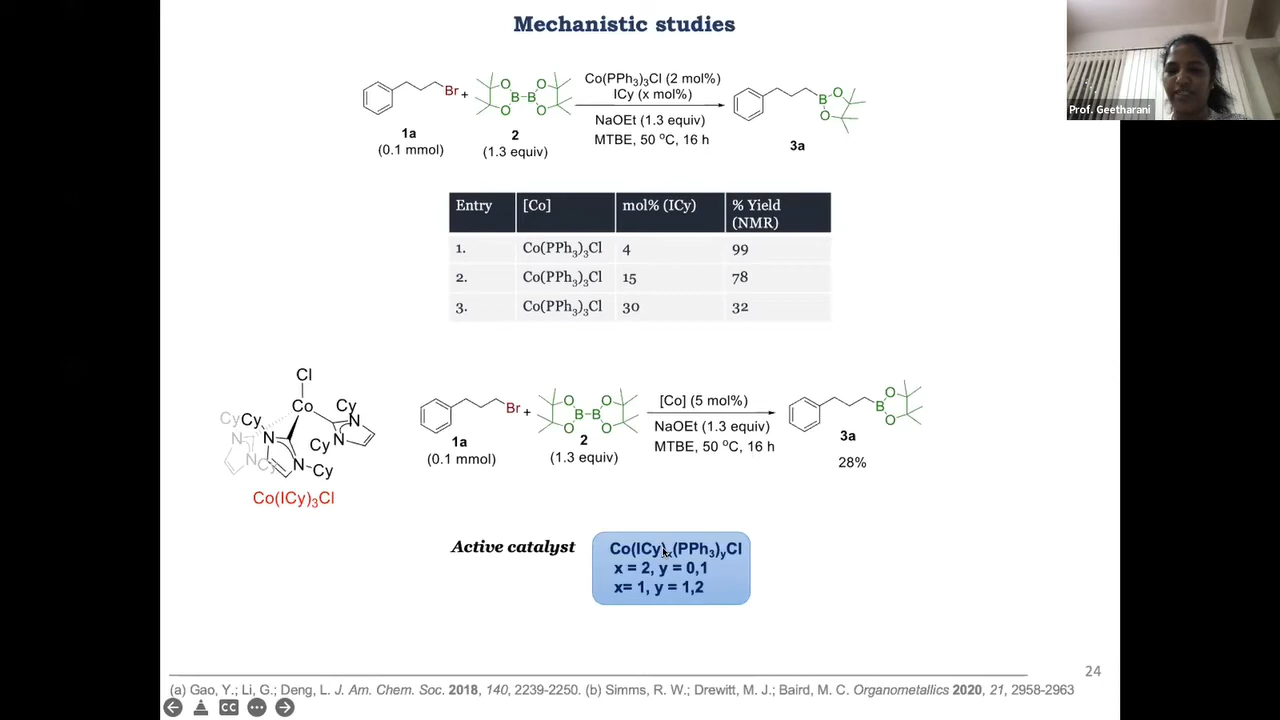 Mechanistic studies
Prof. Geetharani
Br
+
O O
B B
O O
1a
(0.1 mmol)
2
(1.3 equiv)
Co(PPh3)3Cl (2 mol%)
ICy (x mol%)
NaOEt (1.3 equiv)
MTBE, 50 oC, 16 h
B O
O
3a
Entry [Co] mol% (ICy) % Yield (NMR)
1. Co(PPh3)3Cl 4 99
2. Co(PPh3)3Cl 15 78
3. Co(PPh3)3Cl 30 32
Cl
Co
Cy Cy Cy
N N N
Cy N
N Cy N Cy
Co(ICy)3Cl
Br
+
O O
B B
O O
1a
(0.1 mmol)
2
(1.3 equiv)
[Co] (5 mol%)
NaOEt (1.3 equiv)
MTBE, 50 oC, 16 h
B O
O
3a
28%
Active catalyst
Co(ICy)x(PPh3)yCl
x = 2, y = 0,1
x= 1, y = 1,2
24
(a) Gao, Y.; Li, G.; Deng, L. J. Am. Chem. Soc. 2018, 140, 2239-2250. (b) Simms, R. W.; Drewitt, M. J.; Baird, M. C. Organometallics 2020, 21, 2958-2963
CC